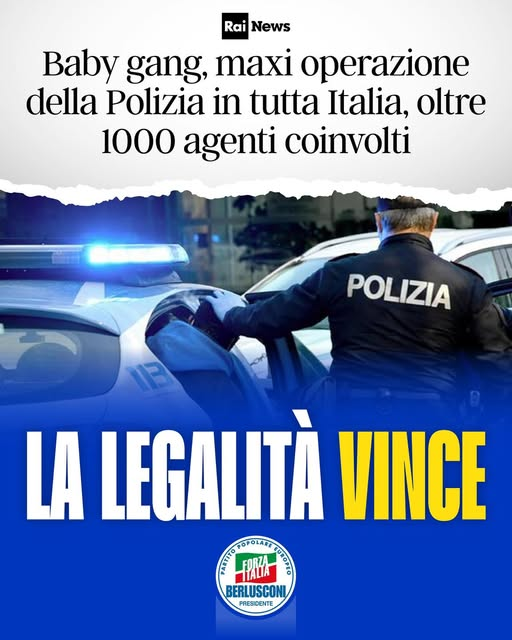 Rai News
Baby gang, maxi operazione
della Polizia in tutta Italia, oltre
1000 agenti coinvolti
POLIZIA
LA LEGALITÀ VINCE
PARTITO POPOLARE EUROPEO
FORZA
ITALIA
BERLUSCONI
PRESIDENTE